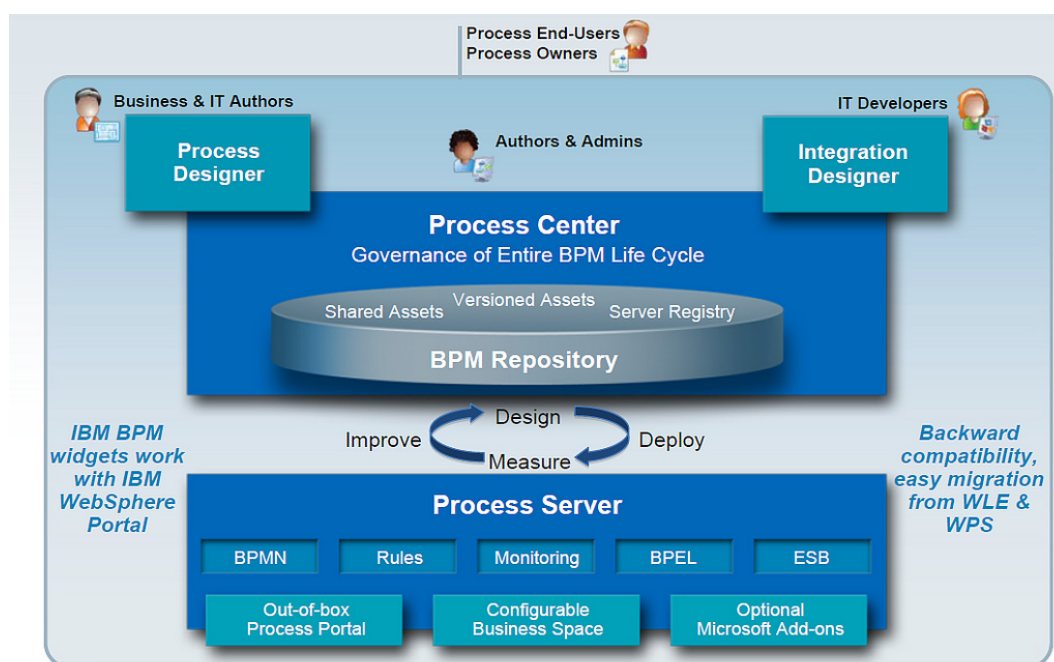 Process End-Users
Process Owners
Business & IT Authors
IT Developers
Authors & Admins
Process
Designer
Integration
Designer
Process Center
Governance of Entire BPM Life Cycle
Shared Assets
Versioned Assets
Server Registry
BPM Repository
Design
Improve
Deploy
Measure
IBM BPM
widgets work
with IBM
WebSphere
Portal
Backward
compatibility,
easy migration
from WLE &
WPS
Process Server
BPMN
Rules
Monitoring
BPEL
ESB
Out-of-box
Process Portal
Configurable
Business Space
Optional
Microsoft Add-ons